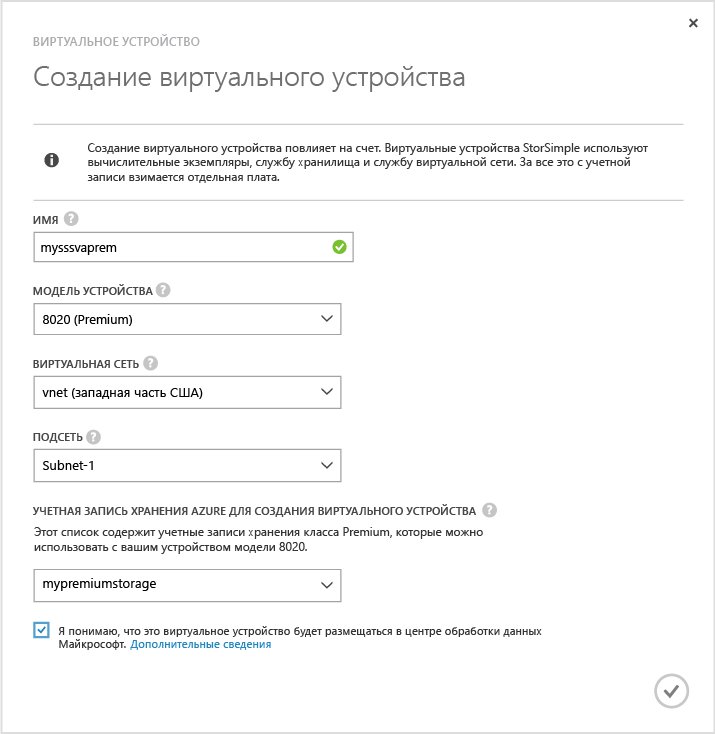 ВИРТУАЛЬНОЕ УСТРОЙСТВО
Создание виртуального устройства
Создание виртуального устройства повлияет на счет. Виртуальные устройства StorSimple используют
вычислительные экземпляры, службу хранилища и службу виртуальной сети. За все это с учетной
записи взимается отдельная плата.
ИМЯ ?
mysssvaprem
МОДЕЛЬ УСТРОЙСТВА ?
8020 (Premium)
ВИРТУАЛЬНАЯ СЕТЬ ?
vnet (западная часть США)
ПОДСЕТЬ ?
Subnet-1
УЧЕТНАЯ ЗАПИСЬ ХРАНЕНИЯ AZURE ДЛЯ СОЗДАНИЯ ВИРТУАЛЬНОГО УСТРОЙСТВА ?
Этот список содержит учетные записи хранения класса Premium, которые можно
использовать с вашим устройством модели 8020.
mypremiumstorage
Я понимаю, что это виртуальное устройство будет размещаться в центре обработки данных
Майкрософт. Дополнительные сведения